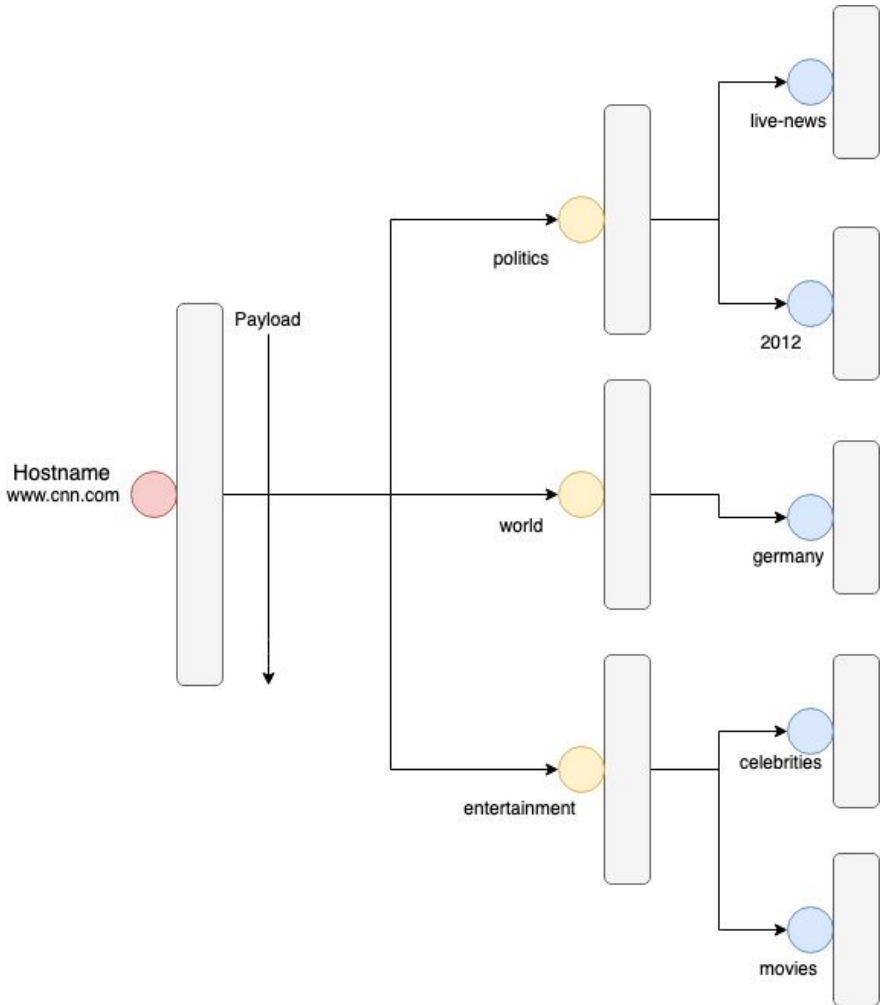 live-news
politics
2012
Payload
Hostname
www.cnn.com
world
germany
celebrities
entertainment
movies